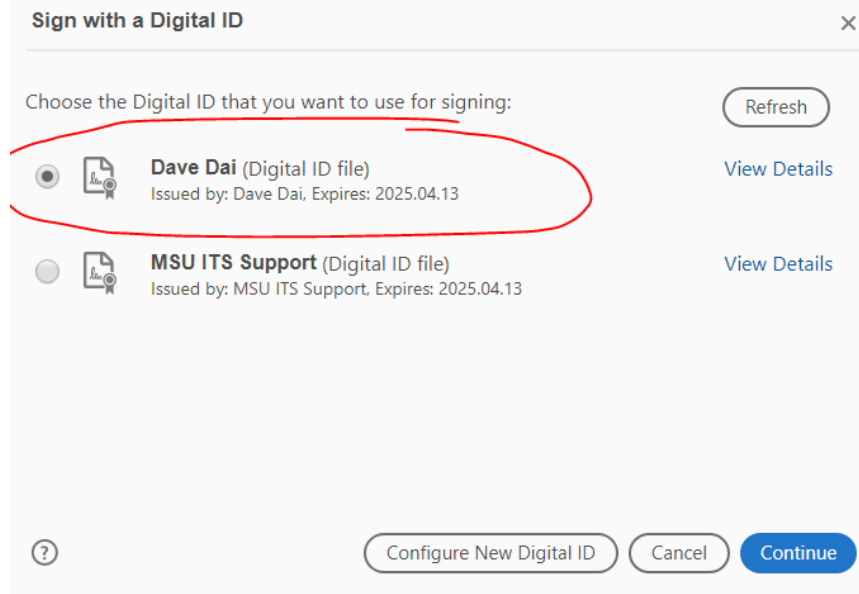 Sign with a Digital ID
Choose the Digital ID that you want to use for signing:
Refresh
Dave Dai (Digital ID file)
View Details
Issued by: Dave Dai, Expires: 2025.04.13
MSU ITS Support (Digital ID file)
View Details
Issued by: MSU ITS Support, Expires: 2025.04.13
?
Configure New Digital ID
Cancel
Continue